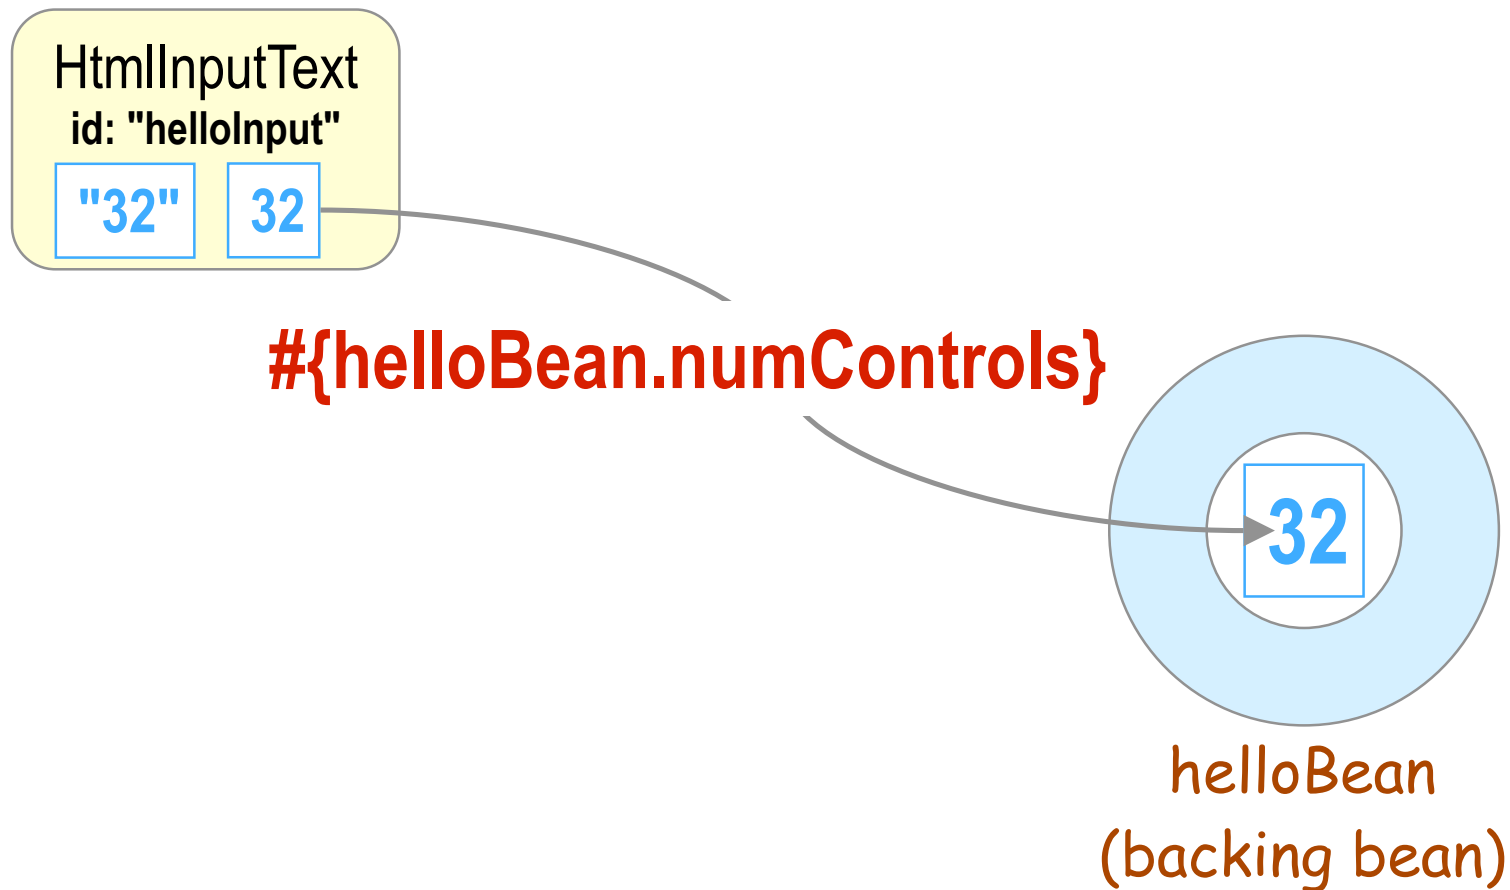 HtmlInputText
id: "helloInput"
"32" 32
#{helloBean.numControls}
32
helloBean
(backing bean)